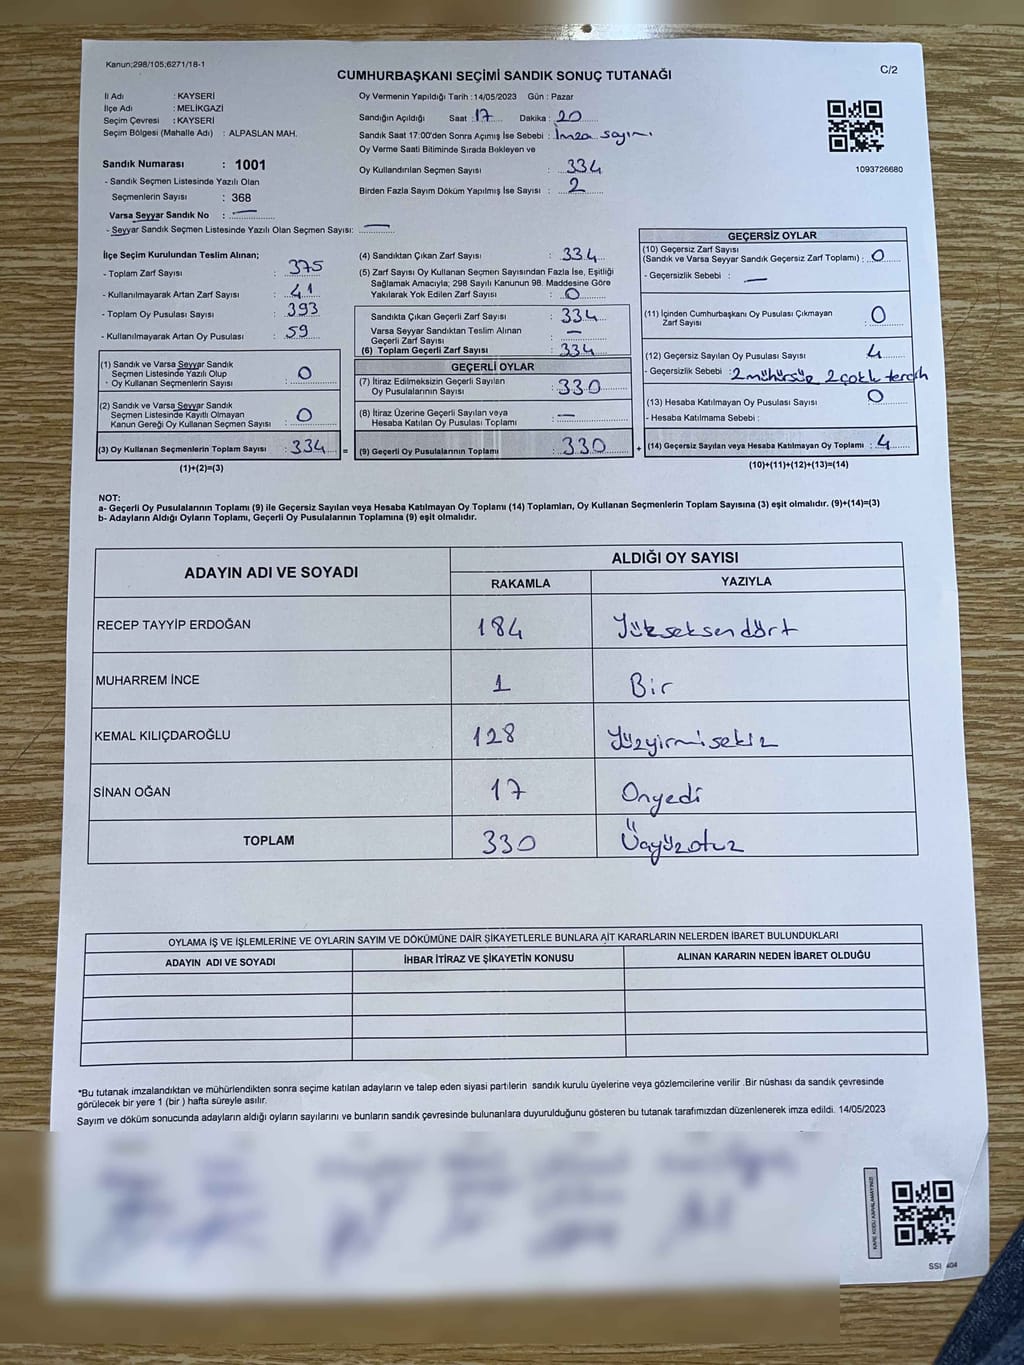 Kanun;298/105;6271/18-1
CUMHURBAŞKANI SEÇİMİ SANDIK SONUÇ TUTANAĞI
C/2
İl Adı : KAYSERİ
İlçe Adı : MELİKGAZİ
Seçim Çevresi : KAYSERİ
Seçim Bölgesi (Mahalle Adı) : ALPASLAN MAH.
Sandık Numarası : 1001
- Sandık Seçmen Listesinde Yazılı Olan
Seçmenlerin Sayısı : 368
Varsa Seyyar Sandık No : —
- Seyyar Sandık Seçmen Listesinde Yazılı Olan Seçmen Sayısı: —
Oy Vermenin Yapıldığı Tarih :14/05/2023 Gün : Pazar
Sandığın Açıldığı Saat : 17 Dakika : 20
Sandık Saat 17:00'den Sonra Açımış İse Sebebi : İmza sayımı
Oy Verme Saati Bitiminde Sırada Bekleyen ve
Oy Kullandırılan Seçmen Sayısı : 334
Birden Fazla Sayım Döküm Yapılmış İse Sayısı : 2
1093726680
İlçe Seçim Kurulundan Teslim Alınan;
- Toplam Zarf Sayısı : 375
- Kullanılmayarak Artan Zarf Sayısı : 41
- Toplam Oy Pusulası Sayısı : 393
- Kullanılmayarak Artan Oy Pusulası : 59
(1) Sandık ve Varsa Seyyar Sandık
Seçmen Listesinde Yazılı Olup
- Oy Kullanan Seçmenlerin Sayısı : 0
(2) Sandık ve Varsa Seyyar Sandık
Seçmen Listesinde Kayıtlı Olmayan
Kanun Gereği Oy Kullanan Seçmen Sayısı : 0
(3) Oy Kullanan Seçmenlerin Toplam Sayısı : 334 =
(1)+(2)=(3)
(4) Sandıktan Çıkan Zarf Sayısı : 334
(5) Zarf Sayısı Oy Kullanan Seçmen Sayısından Fazla İse, Eşitliği
Sağlamak Amacıyla; 298 Sayılı Kanunun 98. Maddesine Göre
Yakılarak Yok Edilen Zarf Sayısı : 0
Sandıkta Çıkan Geçerli Zarf Sayısı : 334
Varsa Seyyar Sandıktan Teslim Alınan
Geçerli Zarf Sayısı : —
(6) Toplam Geçerli Zarf Sayısı : 334
GEÇERLİ OYLAR
(7) İtiraz Edilmeksizin Geçerli Sayılan
Oy Pusulalarının Sayısı : 330
(8) İtiraz Üzerine Geçerli Sayılan veya
Hesaba Katılan Oy Pusulası Toplamı : —
(9) Geçerli Oy Pusulalarının Toplamı : 330 +
GEÇERSİZ OYLAR
(10) Geçersiz Zarf Sayısı
(Sandık ve Varsa Seyyar Sandık Geçersiz Zarf Toplamı) : 0
- Geçersizlik Sebebi : —
(11) İçinden Cumhurbaşkanı Oy Pusulası Çıkmayan
Zarf Sayısı : 0
(12) Geçersiz Sayılan Oy Pusulası Sayısı : 4
- Geçersizlik Sebebi : 2 mühürsüz 2 çoklu tercih
(13) Hesaba Katılmayan Oy Pusulası Sayısı : 0
- Hesaba Katılmama Sebebi :
(14) Geçersiz Sayılan veya Hesaba Katılmayan Oy Toplamı : 4
(10)+(11)+(12)+(13)=(14)
NOT:
a- Geçerli Oy Pusulalarının Toplamı (9) ile Geçersiz Sayılan veya Hesaba Katılmayan Oy Toplamı (14) Toplamları, Oy Kullanan Seçmenlerin Toplam Sayısına (3) eşit olmalıdır. (9)+(14)=(3)
b- Adayların Aldığı Oyların Toplamı, Geçerli Oy Pusulalarının Toplamına (9) eşit olmalıdır.
ADAYIN ADI VE SOYADI
ALDIĞI OY SAYISI
RAKAMLA YAZIYLA
RECEP TAYYİP ERDOĞAN 184 Yükseksendört
MUHARREM İNCE 1 Bir
KEMAL KILIÇDAROĞLU 128 Yüzyirmisekiz
SİNAN OĞAN 17 Onyedi
TOPLAM 330 Üçyüzotuz
OYLAMA İŞ VE İŞLEMLERİNE VE OYLARIN SAYIM VE DÖKÜMÜNE DAİR ŞİKAYETLERLE BUNLARA AİT KARARLARIN NELERDEN İBARET BULUNDUKLARI
ADAYIN ADI VE SOYADI İHBAR İTİRAZ VE ŞİKAYETİN KONUSU ALINAN KARARIN NEDEN İBARET OLDUĞU
*Bu tutanak imzalandıktan ve mühürlendikten sonra seçime katılan adayların ve talep eden siyasi partilerin sandık kurulu üyelerine veya gözlemcilerine verilir .Bir nüshası da sandık çevresinde
görülecek bir yere 1 (bir ) hafta süreyle asılır.
Sayım ve döküm sonucunda adayların aldığı oyların sayılarını ve bunların sandık çevresinde bulunanlara duyurulduğunu gösteren bu tutanak tarafımızdan düzenlenerek imza edildi. 14/05/2023
KARE KODU KARALAMAYINIZ!
SSI